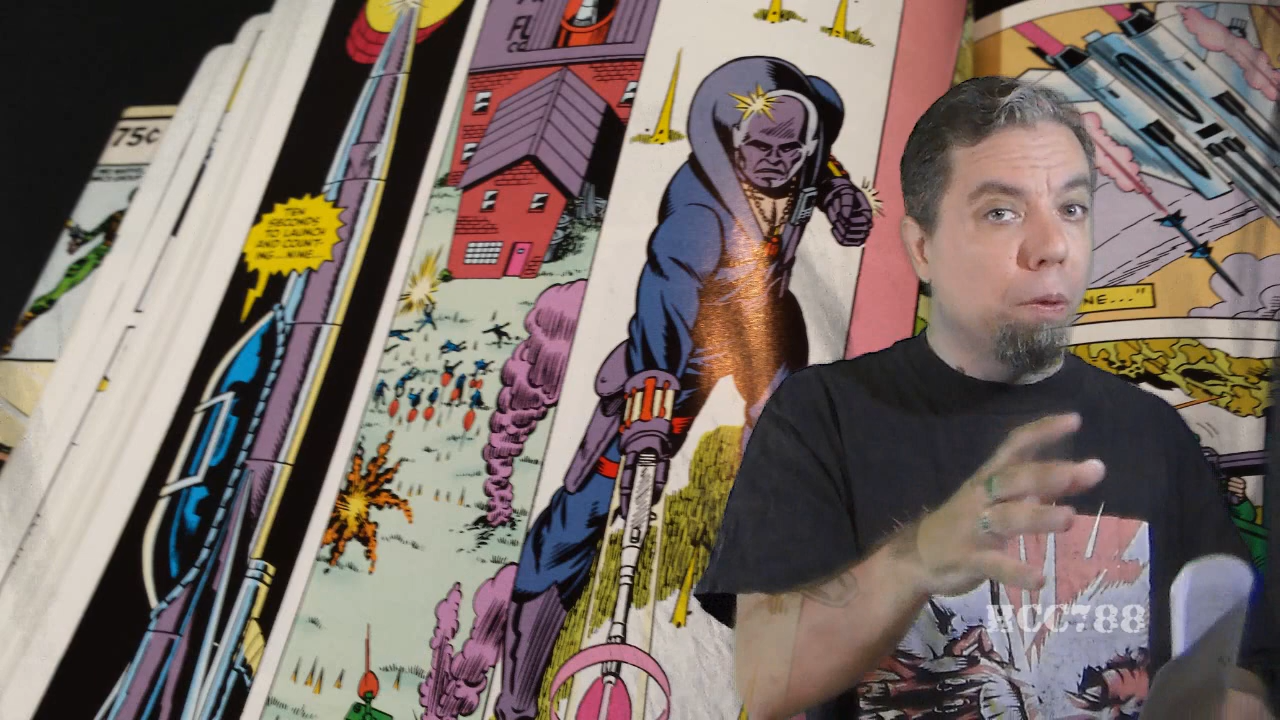 75¢
TEN
SECONDS
TO LAUNCH
AND COUNT-
ING...NINE...
NE..."
HCC788